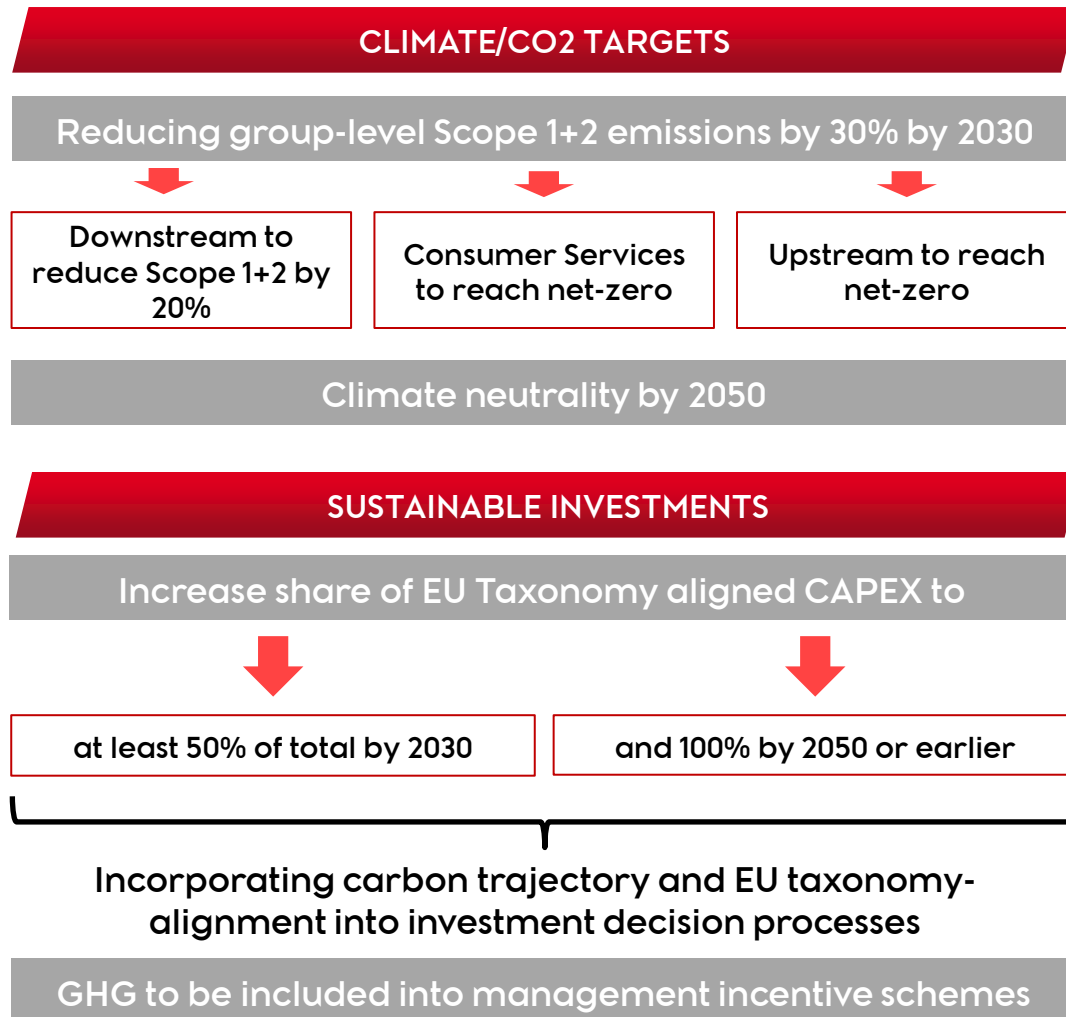 CLIMATE/CO2 TARGETS
Reducing group-level Scope 1+2 emissions by 30% by 2030
Downstream to
reduce Scope 1+2 by
20%
Consumer Services
to reach net-zero
Upstream to reach
net-zero
Climate neutrality by 2050
SUSTAINABLE INVESTMENTS
Increase share of EU Taxonomy aligned CAPEX to
at least 50% of total by 2030
and 100% by 2050 or earlier
Incorporating carbon trajectory and EU taxonomy-
alignment into investment decision processes
GHG to be included into management incentive schemes